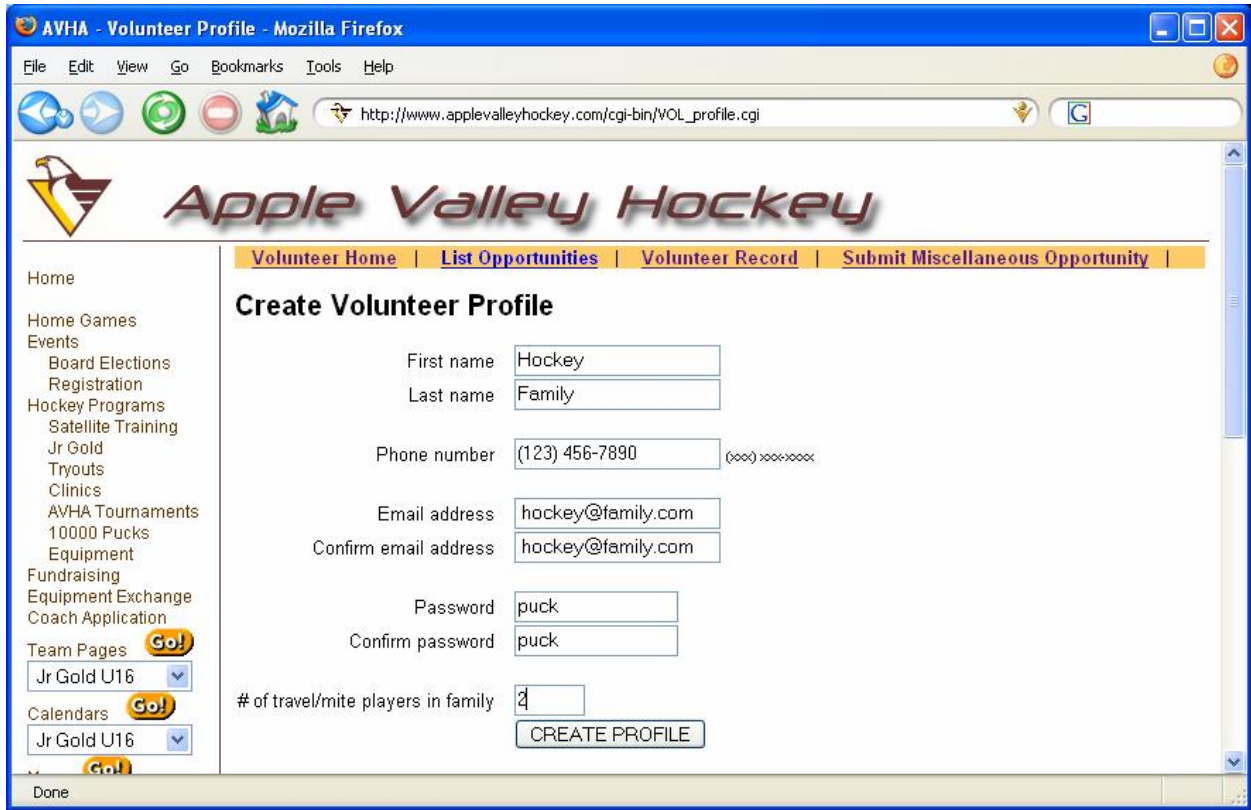 AVHA - Volunteer Profile - Mozilla Firefox
File Edit View Go Bookmarks Tools Help
http://www.applevalleyhockey.com/cgi-bin/VOL_profile.cgi
G
Apple Valley Hockey
Volunteer Home | List Opportunities | Volunteer Record | Submit Miscellaneous Opportunity |
Home
Home Games
Events
Board Elections
Registration
Hockey Programs
Satellite Training
Jr Gold
Tryouts
Clinics
AVHA Tournaments
10000 Pucks
Equipment
Fundraising
Equipment Exchange
Coach Application
Team Pages Go!
Jr Gold U16
Calendars Go!
Jr Gold U16
Go!
Create Volunteer Profile
First name Hockey
Last name Family
Phone number (123) 456-7890 (xxx) xxx-xxxx
Email address hockey@family.com
Confirm email address hockey@family.com
Password puck
Confirm password puck
# of travel/mite players in family 2
CREATE PROFILE
Done